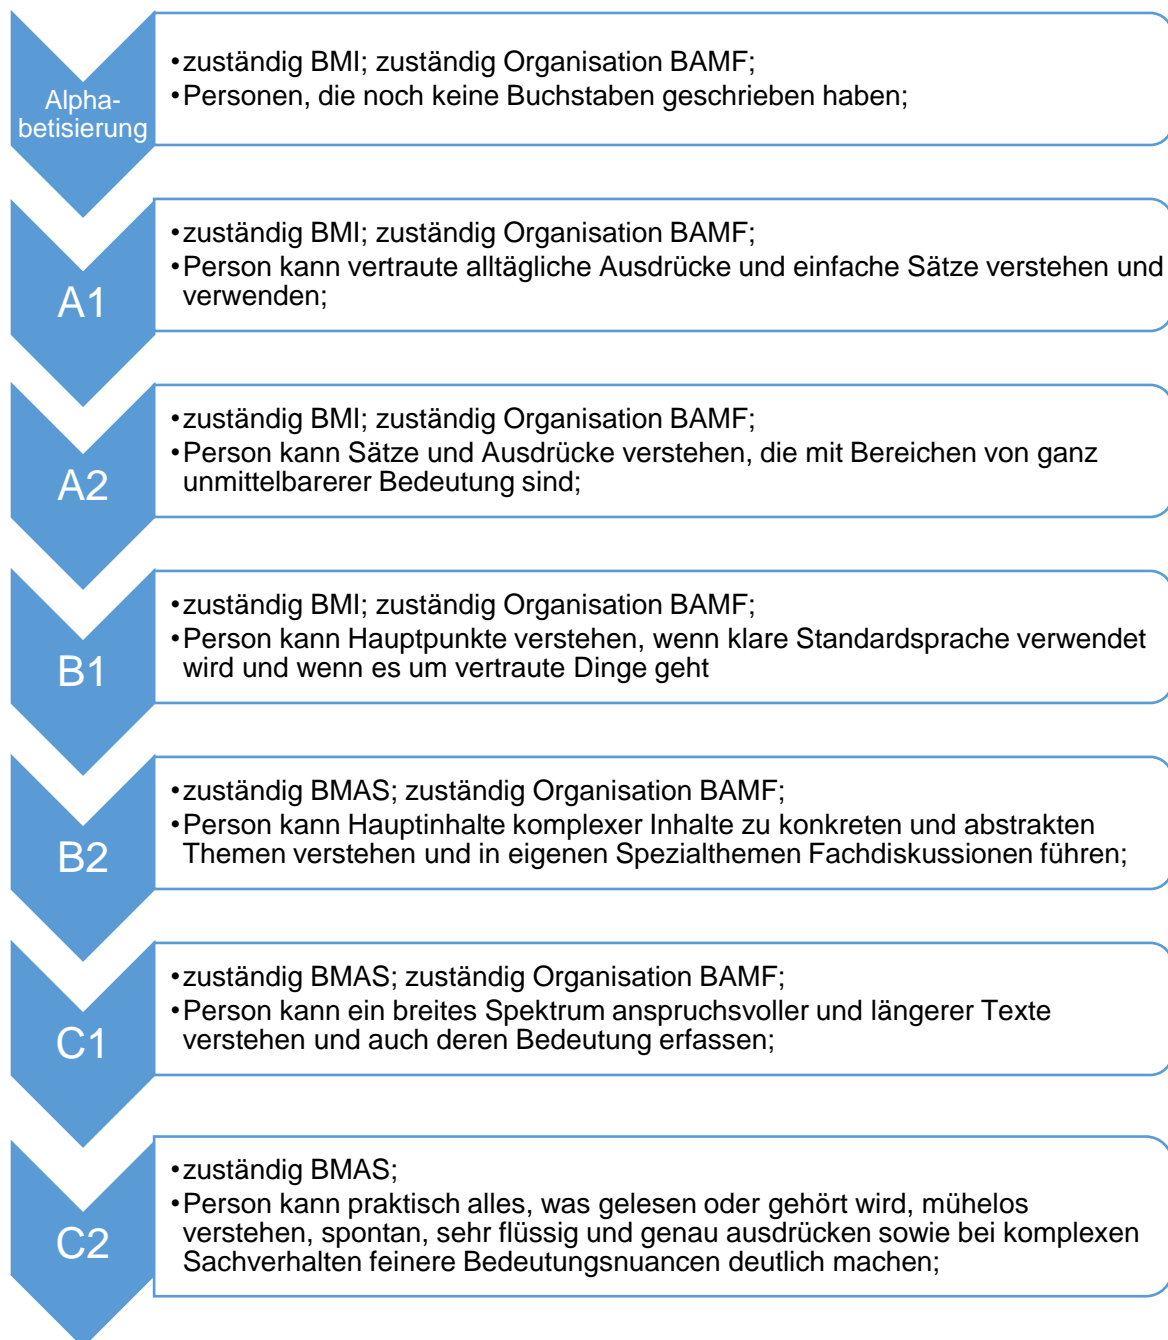 Alpha-
betisierung
•zuständig BMI; zuständig Organisation BAMF;
•Personen, die noch keine Buchstaben geschrieben haben;
A1
•zuständig BMI; zuständig Organisation BAMF;
•Person kann vertraute alltägliche Ausdrücke und einfache Sätze verstehen und
verwenden;
A2
•zuständig BMI; zuständig Organisation BAMF;
•Person kann Sätze und Ausdrücke verstehen, die mit Bereichen von ganz
unmittelbarerer Bedeutung sind;
B1
•zuständig BMI; zuständig Organisation BAMF;
•Person kann Hauptpunkte verstehen, wenn klare Standardsprache verwendet
wird und wenn es um vertraute Dinge geht
B2
•zuständig BMAS; zuständig Organisation BAMF;
•Person kann Hauptinhalte komplexer Inhalte zu konkreten und abstrakten
Themen verstehen und in eigenen Spezialthemen Fachdiskussionen führen;
C1
•zuständig BMAS; zuständig Organisation BAMF;
•Person kann ein breites Spektrum anspruchsvoller und längerer Texte
verstehen und auch deren Bedeutung erfassen;
C2
•zuständig BMAS;
•Person kann praktisch alles, was gelesen oder gehört wird, mühelos
verstehen, spontan, sehr flüssig und genau ausdrücken sowie bei komplexen
Sachverhalten feinere Bedeutungsnuancen deutlich machen;